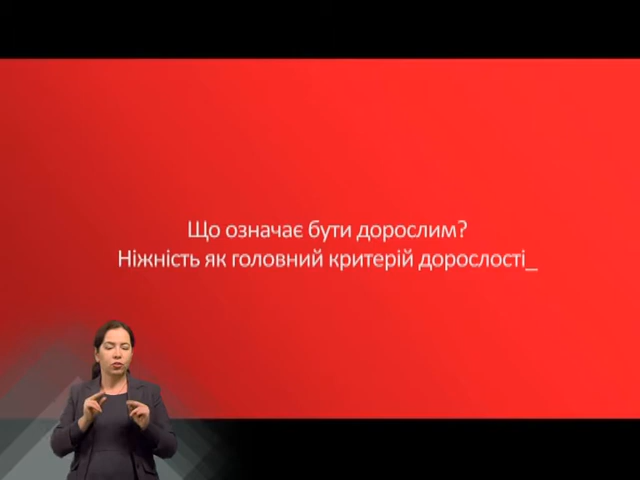 Що означає бути дорослим?
Ніжність як головний критерій дорослості_